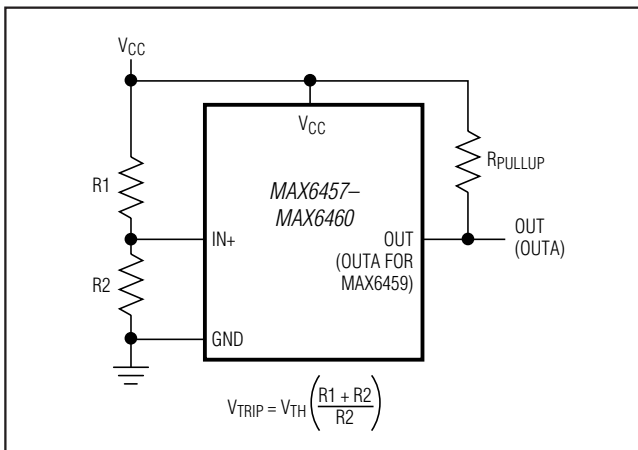 VCC
VCC
RPULLUP
R1
MAX6457–
MAX6460
IN+
OUT
(OUTA FOR
MAX6459)
OUT
(OUTA)
R2
GND
VTRIP = VTH (R1 + R2 / R2)